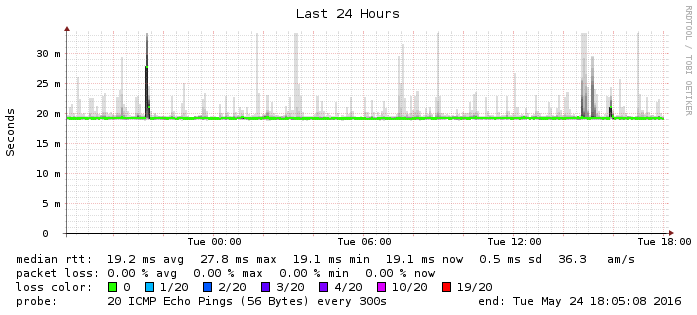 Last 24 Hours
RRDTOOL / TOBI OETIKER
Seconds
30 m
25 m
20 m
15 m
10 m
5 m
0
Tue 00:00 Tue 06:00 Tue 12:00 Tue 18:00
median rtt: 19.2 ms avg 27.8 ms max 19.1 ms min 19.1 ms now 0.5 ms sd 36.3 am/s
packet loss: 0.00 % avg 0.00 % max 0.00 % min 0.00 % now
loss color: 0 1/20 2/20 3/20 4/20 10/20 19/20
probe: 20 ICMP Echo Pings (56 Bytes) every 300s end: Tue May 24 18:05:08 2016